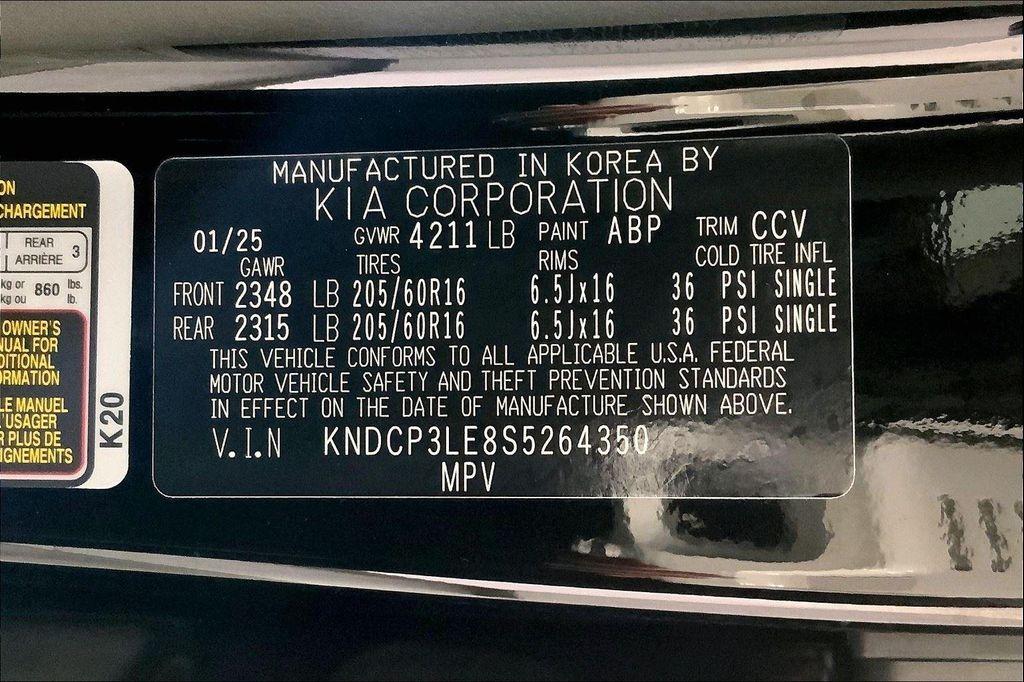 ON
CHARGEMENT
REAR
ARRIÈRE 3
kg or 860 lbs.
kg ou lb.
OWNER'S
NUAL FOR
DITIONAL
ORMATION
LE MANUEL
L'USAGER
R PLUS DE
IGNEMENTS
K20
MANUFACTURED IN KOREA BY
KIA CORPORATION
01/25 GVWR 4211 LB PAINT ABP TRIM CCV
GAWR TIRES RIMS COLD TIRE INFL
FRONT 2348 LB 205/60R16 6.5Jx16 36 PSI SINGLE
REAR 2315 LB 205/60R16 6.5Jx16 36 PSI SINGLE
THIS VEHICLE CONFORMS TO ALL APPLICABLE U.S.A. FEDERAL
MOTOR VEHICLE SAFETY AND THEFT PREVENTION STANDARDS
IN EFFECT ON THE DATE OF MANUFACTURE SHOWN ABOVE.
V.I.N KNDCP3LE8S5264350
MPV